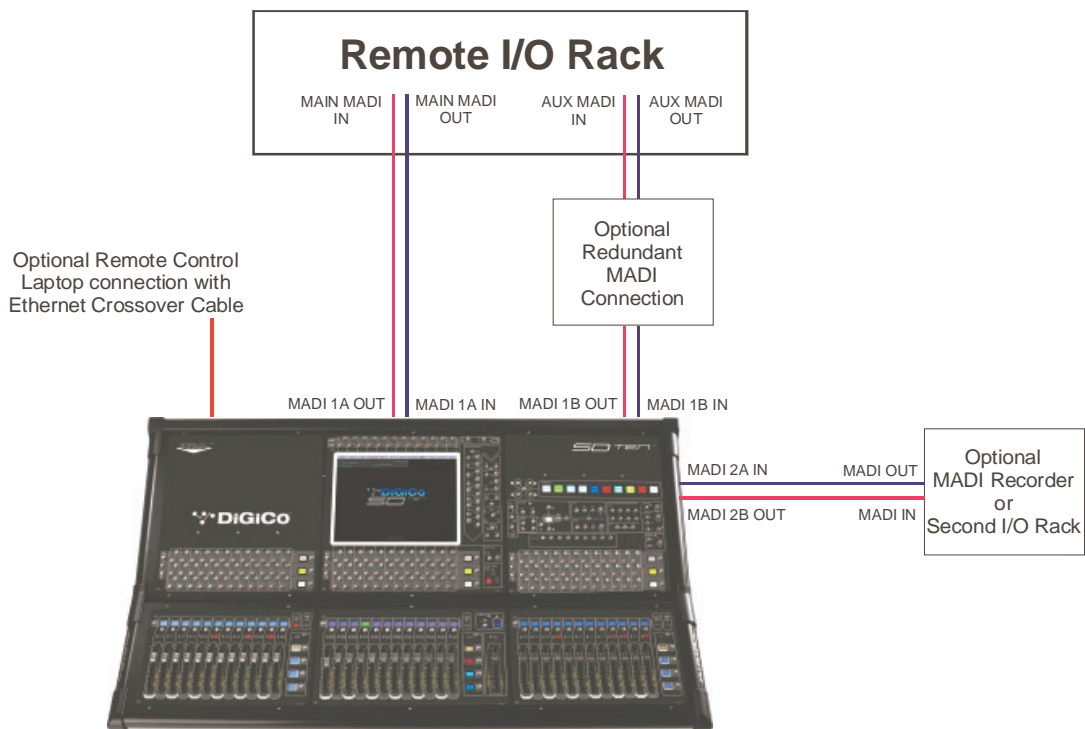 Remote I/O Rack
MAIN MADI
IN
MAIN MADI
OUT
AUX MADI
IN
AUX MADI
OUT
Optional
Redundant
MADI
Connection
Optional Remote Control
Laptop connection with
Ethernet Crossover Cable
MADI 1A OUT
MADI 1A IN
MADI 1B OUT
MADI 1B IN
SD TEN
DiGiCo
DiGiCo
SD
MADI 2A IN
MADI OUT
MADI 2B OUT
MADI IN
Optional
MADI Recorder
or
Second I/O Rack